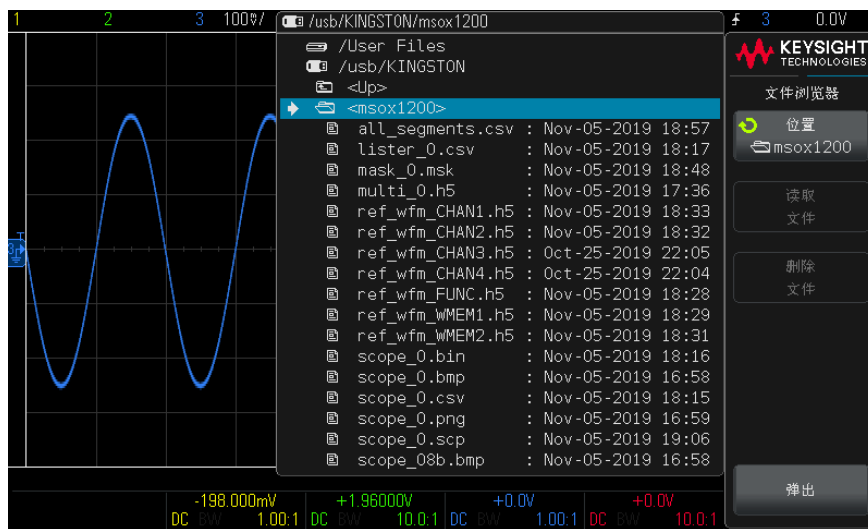 1 2 3 100♉/ /usb/KINGSTON/msox1200 3 0.0V
/User Files
/usb/KINGSTON
<Up>
<msox1200>
all_segments.csv : Nov-05-2019 18:57
lister_0.csv : Nov-05-2019 18:17
mask_0.msk : Nov-05-2019 18:48
multi_0.h5 : Nov-05-2019 17:36
ref_wfm_CHAN1.h5 : Nov-05-2019 18:33
ref_wfm_CHAN2.h5 : Nov-05-2019 18:32
ref_wfm_CHAN3.h5 : Oct-25-2019 22:05
ref_wfm_CHAN4.h5 : Oct-25-2019 22:04
ref_wfm_FUNC.h5 : Nov-05-2019 18:28
ref_wfm_WMEM1.h5 : Nov-05-2019 18:29
ref_wfm_WMEM2.h5 : Nov-05-2019 18:31
scope_0.bin : Nov-05-2019 18:16
scope_0.bmp : Nov-05-2019 16:58
scope_0.csv : Nov-05-2019 18:15
scope_0.png : Nov-05-2019 16:59
scope_0.scp : Nov-05-2019 19:06
scope_08b.bmp : Nov-05-2019 16:58
KEYSIGHT
TECHNOLOGIES
文件浏览器
位置
msox1200
读取
文件
删除
文件
弹出
3
-198.000mV +1.96000V +0.0V +0.0V
DC BW 1.00:1 DC BW 10.0:1 DC BW 1.00:1 DC BW 10.0:1